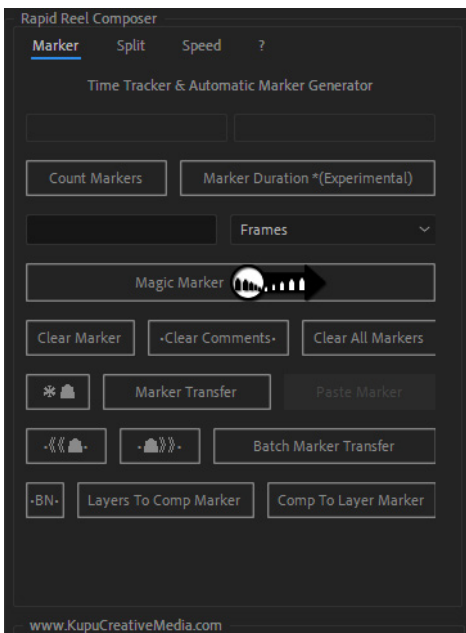 Rapid Reel Composer
Marker Split Speed ?
Time Tracker & Automatic Marker Generator
Count Markers Marker Duration *(Experimental)
Frames
Magic Marker
Clear Marker •Clear Comments• Clear All Markers
Marker Transfer Paste Marker
Batch Marker Transfer
•BN• Layers To Comp Marker Comp To Layer Marker
www.KupuCreativeMedia.com